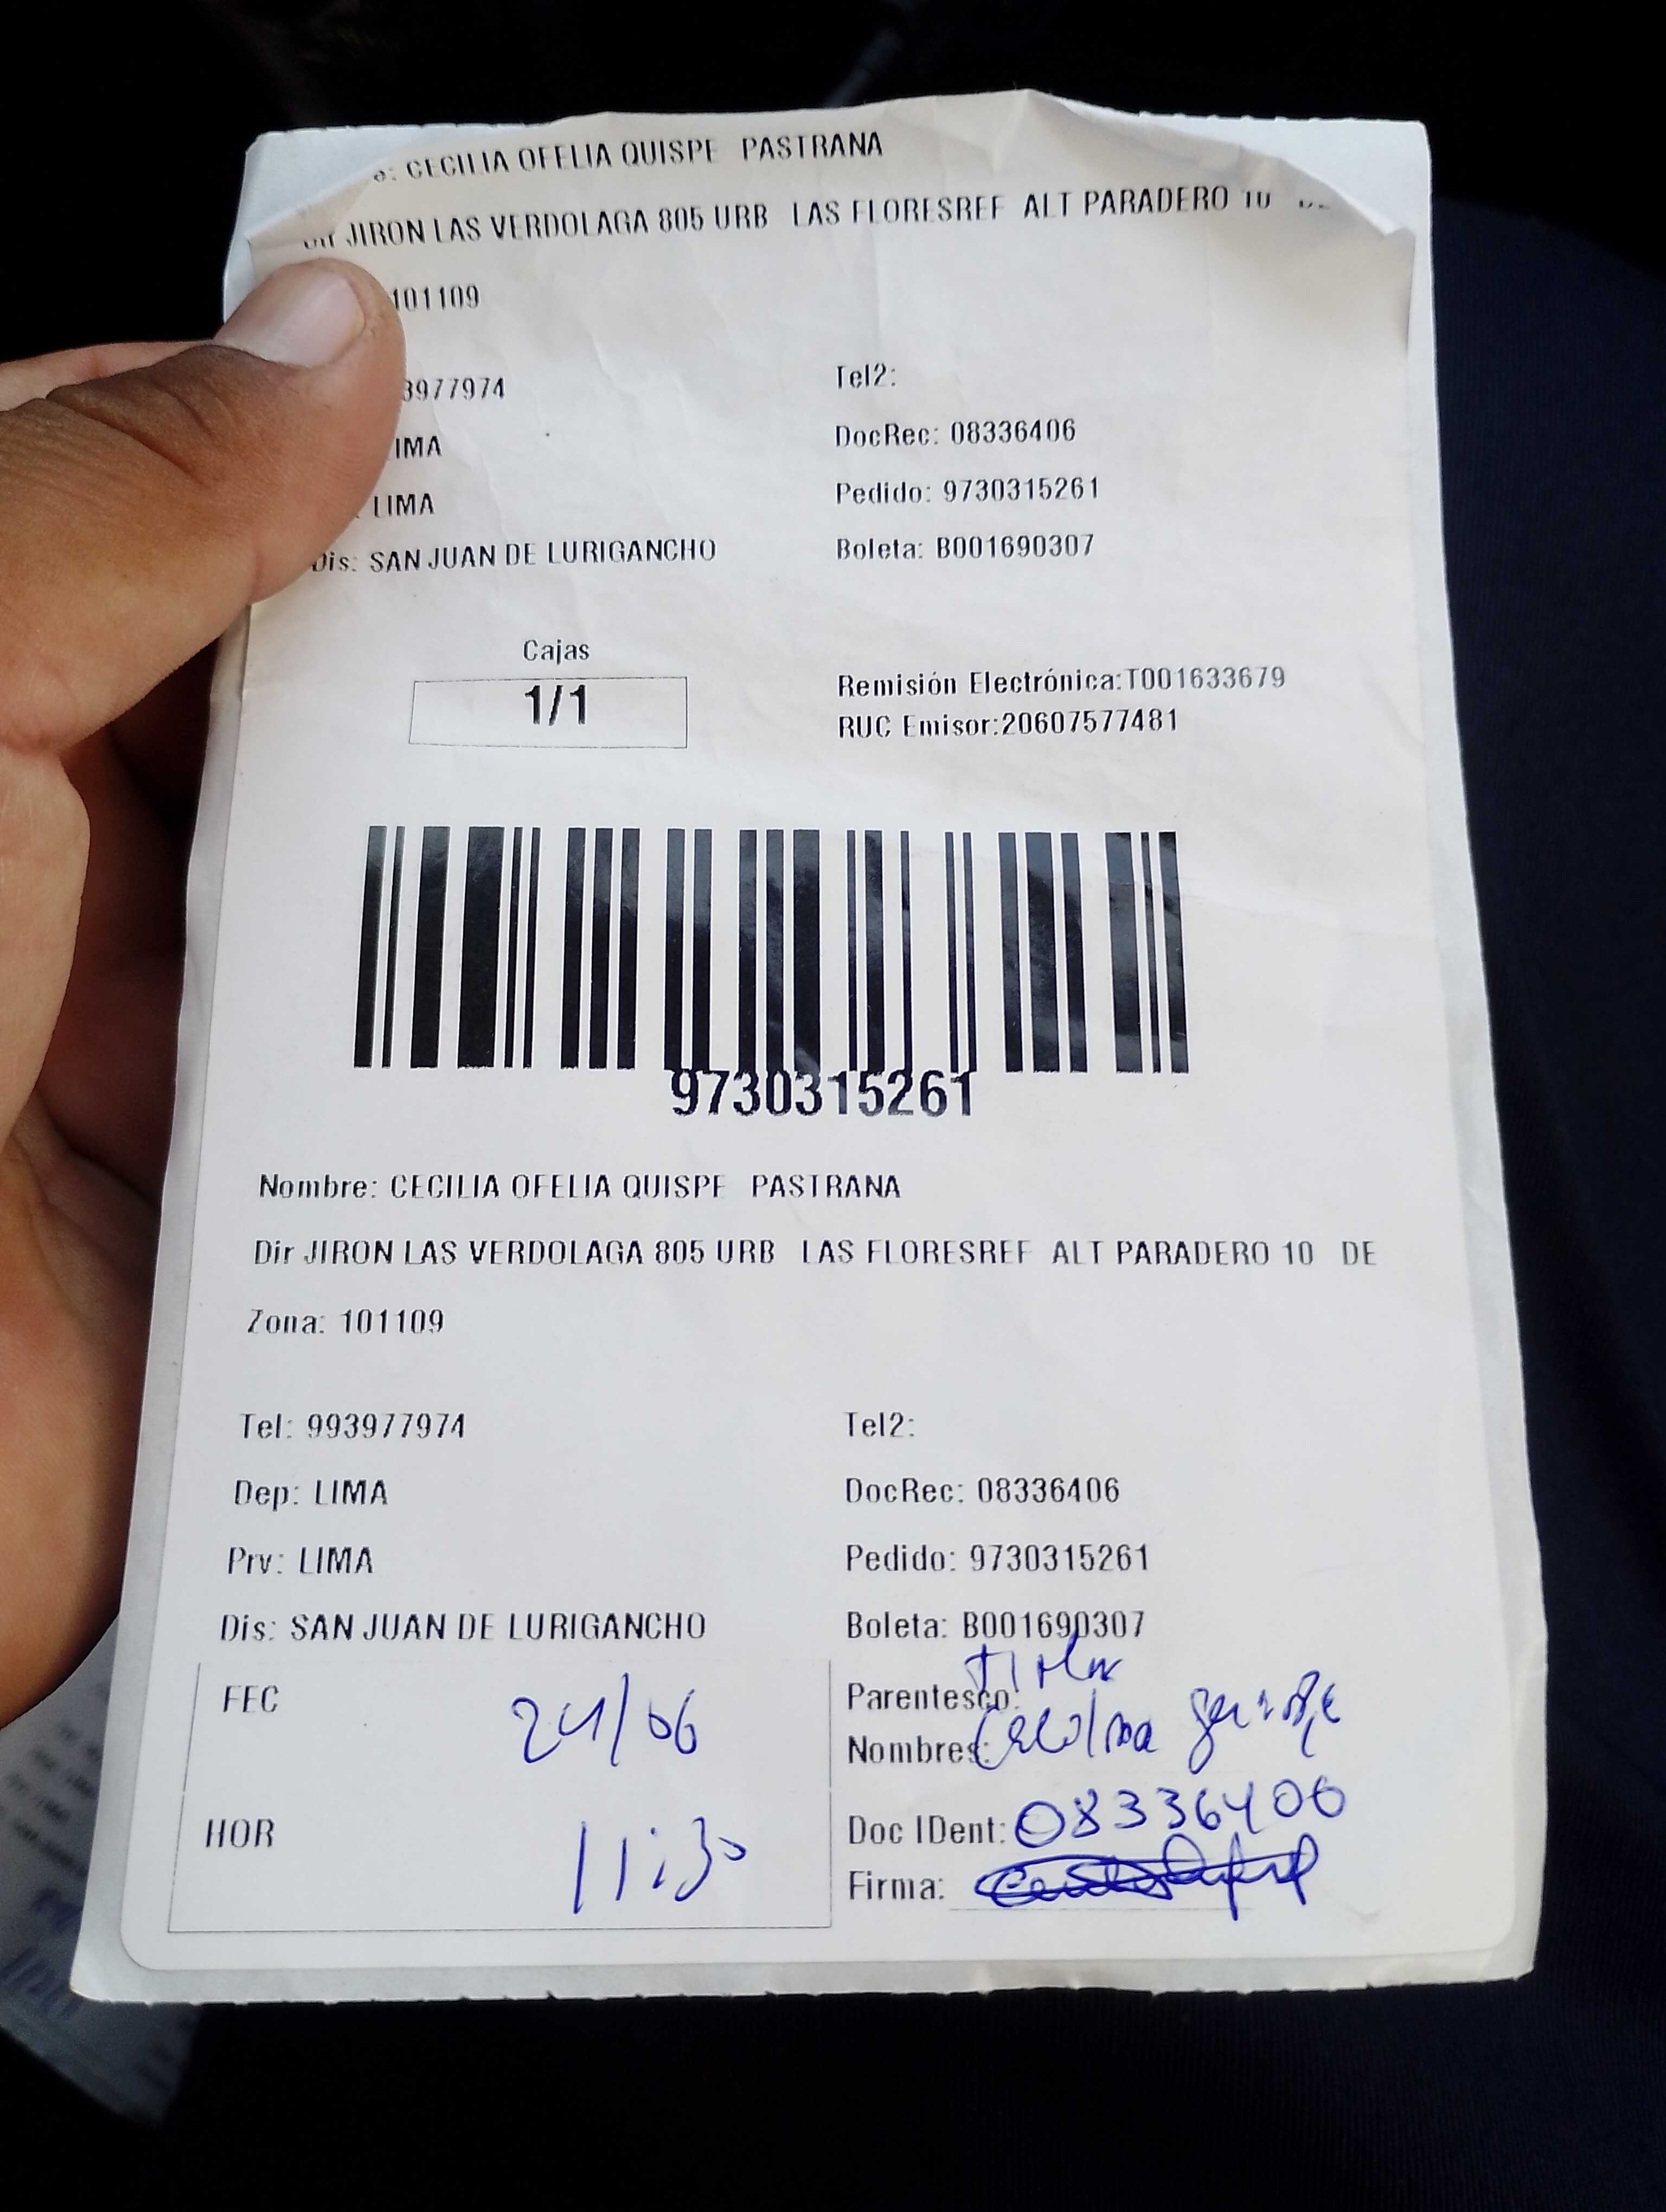 : CECILIA OFELIA QUISPE PASTRANA
Dir JIRON LAS VERDOLAGA 805 URB LAS FLORESREF ALT PARADERO 10
101109
3977974
Tel2:
IMA
DocRec: 08336406
LIMA
Pedido: 9730315261
Dis: SAN JUAN DE LURIGANCHO
Boleta: B001690307
Cajas
1/1
Remisión Electrónica:T001633679
RUC Emisor:20607577481
9730315261
Nombre: CECILIA OFELIA QUISPE PASTRANA
Dir JIRON LAS VERDOLAGA 805 URB LAS FLORESREF ALT PARADERO 10 DE
Zona: 101109
Tel: 993977974
Tel2:
Dep: LIMA
DocRec: 08336406
Prv: LIMA
Pedido: 9730315261
Dis: SAN JUAN DE LURIGANCHO
Boleta: B001690307
FEC 24/06
Parentesco:
Nombres:
HOR 11:30
Doc IDent: 08336406
Firma: